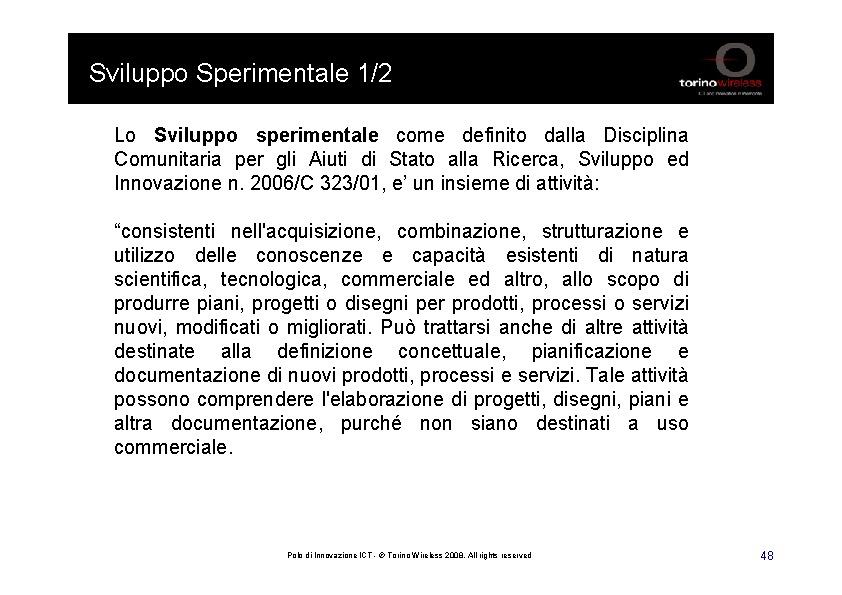 Sviluppo Sperimentale 1/2
torinowireless
Lo Sviluppo sperimentale come definito dalla Disciplina
Comunitaria per gli Aiuti di Stato alla Ricerca, Sviluppo ed
Innovazione n. 2006/C 323/01, e’ un insieme di attività:
“consistenti nell'acquisizione, combinazione, strutturazione e
utilizzo delle conoscenze e capacità esistenti di natura
scientifica, tecnologica, commerciale ed altro, allo scopo di
produrre piani, progetti o disegni per prodotti, processi o servizi
nuovi, modificati o migliorati. Può trattarsi anche di altre attività
destinate alla definizione concettuale, pianificazione e
documentazione di nuovi prodotti, processi e servizi. Tale attività
possono comprendere l'elaborazione di progetti, disegni, piani e
altra documentazione, purché non siano destinati a uso
commerciale.
Polo di Innovazione ICT - © Torino Wireless 2008. All rights reserved
48